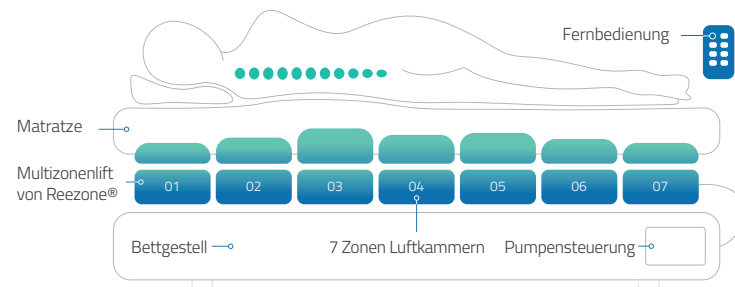 Fernbedienung
Matratze
Multizonenlift
von Reezone®
01 02 03 04 05 06 07
Bettgestell
7 Zonen Luftkammern
Pumpensteuerung